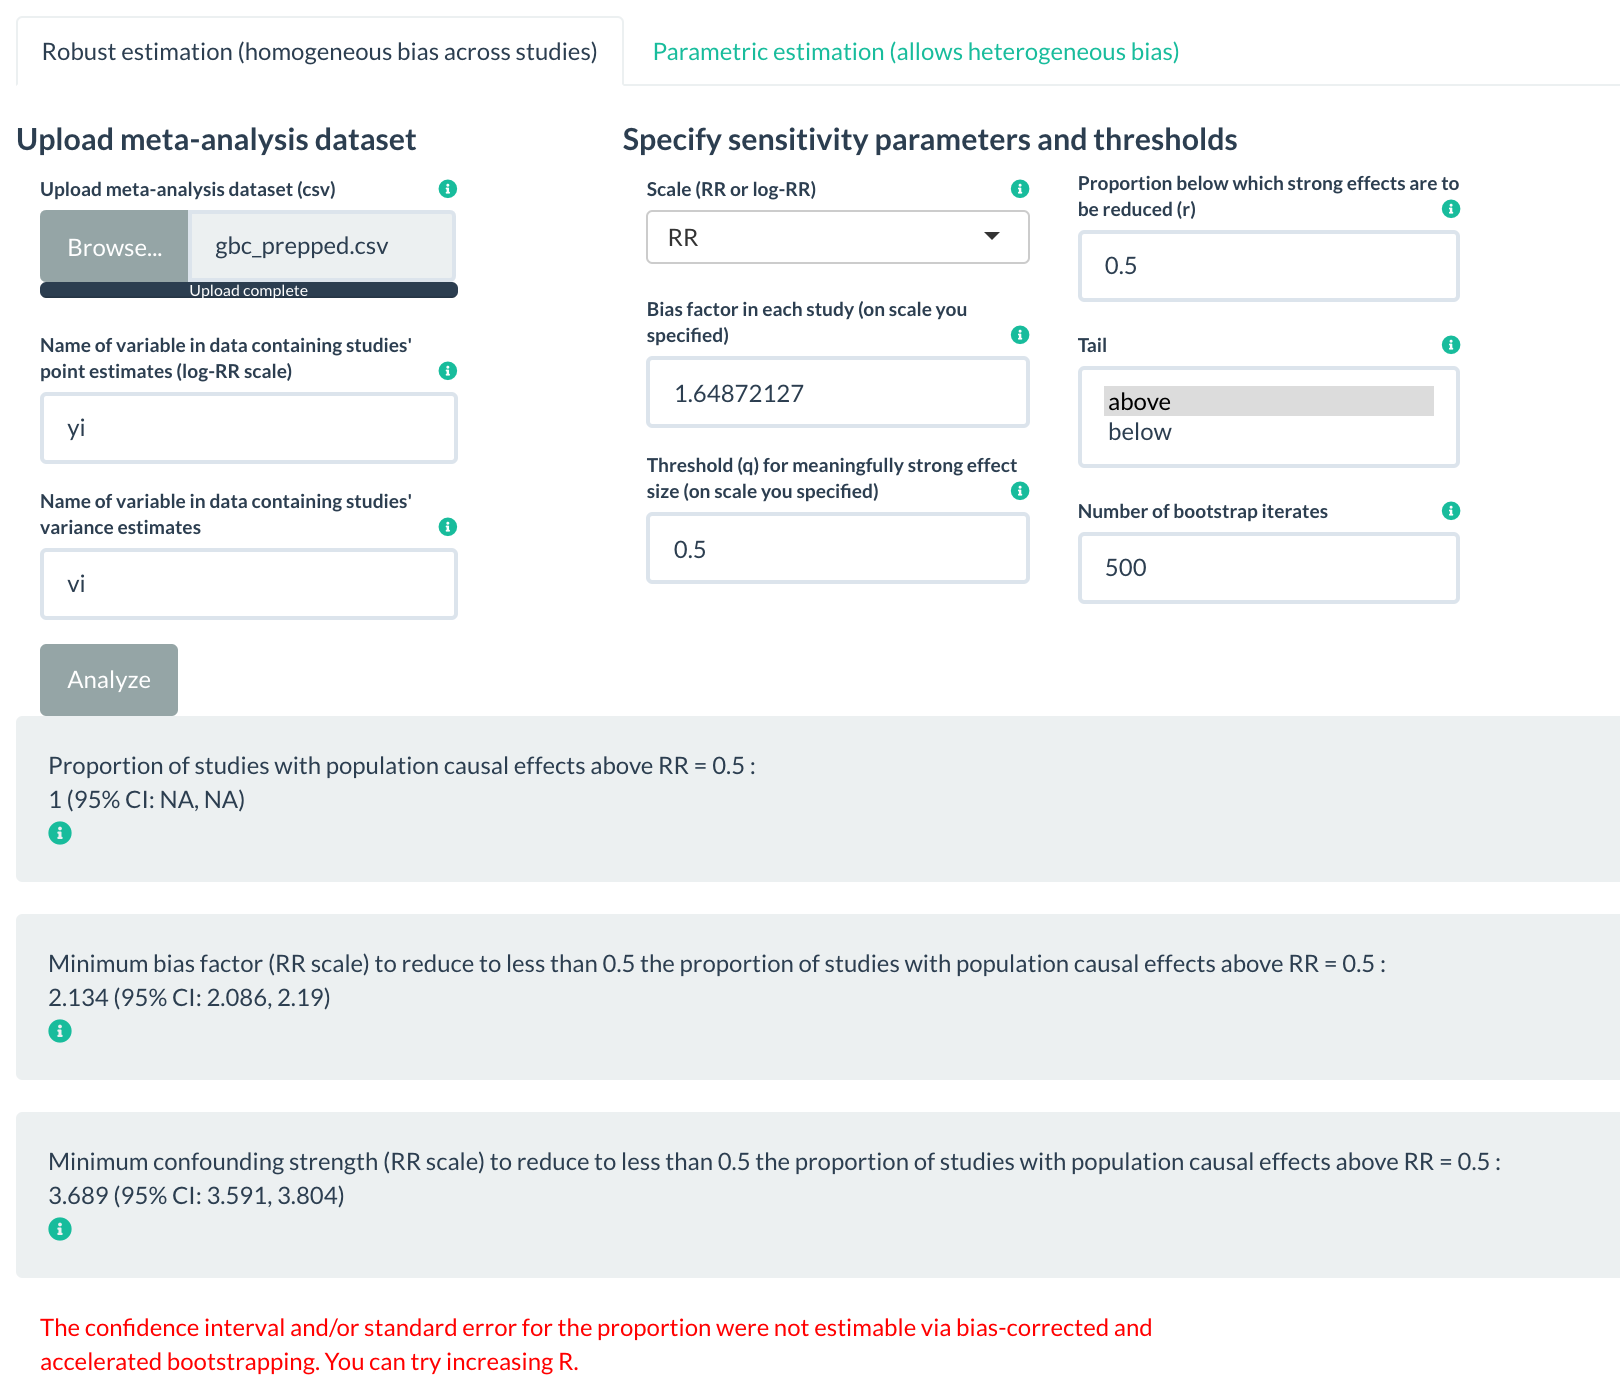 Robust estimation (homogeneous bias across studies)
Parametric estimation (allows heterogeneous bias)
Upload meta-analysis dataset
Upload meta-analysis dataset (csv)
Browse...
gbc_prepped.csv
Upload complete
Name of variable in data containing studies'
point estimates (log-RR scale)
yi
Name of variable in data containing studies'
variance estimates
vi
Analyze
Specify sensitivity parameters and thresholds
Scale (RR or log-RR)
RR
Bias factor in each study (on scale you
specified)
1.64872127
Threshold (q) for meaningfully strong effect
size (on scale you specified)
0.5
Proportion below which strong effects are to
be reduced (r)
0.5
Tail
above
below
Number of bootstrap iterates
500
Proportion of studies with population causal effects above RR = 0.5 :
1 (95% CI: NA, NA)
Minimum bias factor (RR scale) to reduce to less than 0.5 the proportion of studies with population causal effects above RR = 0.5 :
2.134 (95% CI: 2.086, 2.19)
Minimum confounding strength (RR scale) to reduce to less than 0.5 the proportion of studies with population causal effects above RR = 0.5 :
3.689 (95% CI: 3.591, 3.804)
The confidence interval and/or standard error for the proportion were not estimable via bias-corrected and
accelerated bootstrapping. You can try increasing R.